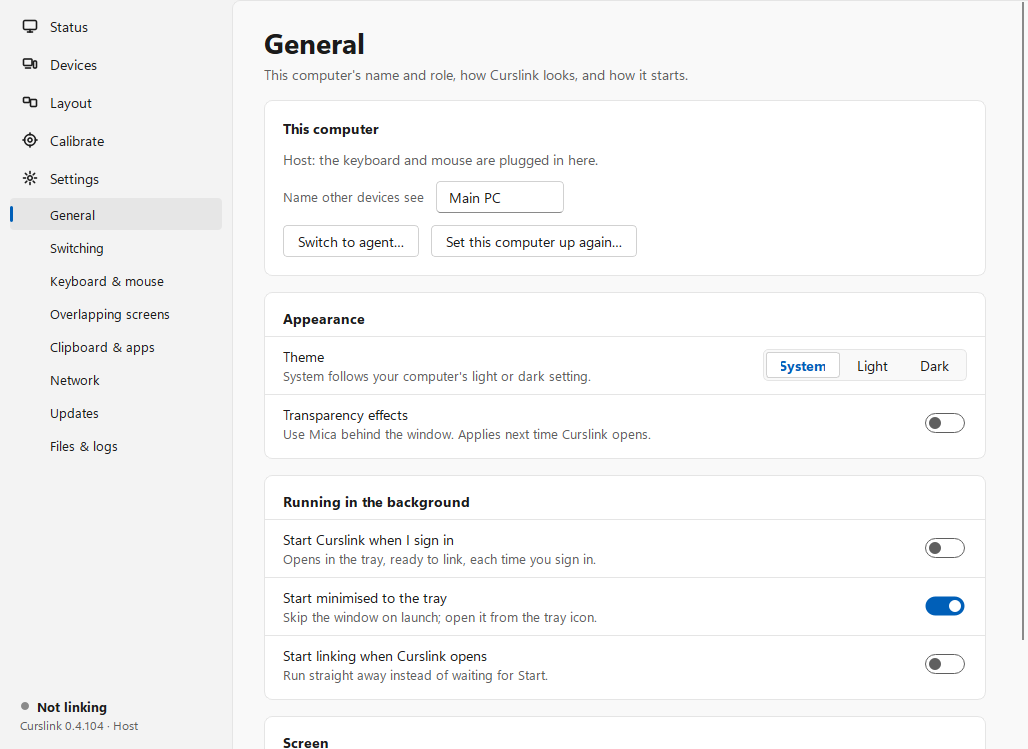 Status
Devices
Layout
Calibrate
Settings
General
Switching
Keyboard & mouse
Overlapping screens
Clipboard & apps
Network
Updates
Files & logs
Not linking
Curslink 0.4.104 · Host
General
This computer's name and role, how Curslink looks, and how it starts.
This computer
Host: the keyboard and mouse are plugged in here.
Name other devices see Main PC
Switch to agent... Set this computer up again...
Appearance
Theme
System follows your computer's light or dark setting.
System Light Dark
Transparency effects
Use Mica behind the window. Applies next time Curslink opens.
Running in the background
Start Curslink when I sign in
Opens in the tray, ready to link, each time you sign in.
Start minimised to the tray
Skip the window on launch; open it from the tray icon.
Start linking when Curslink opens
Run straight away instead of waiting for Start.
Screen